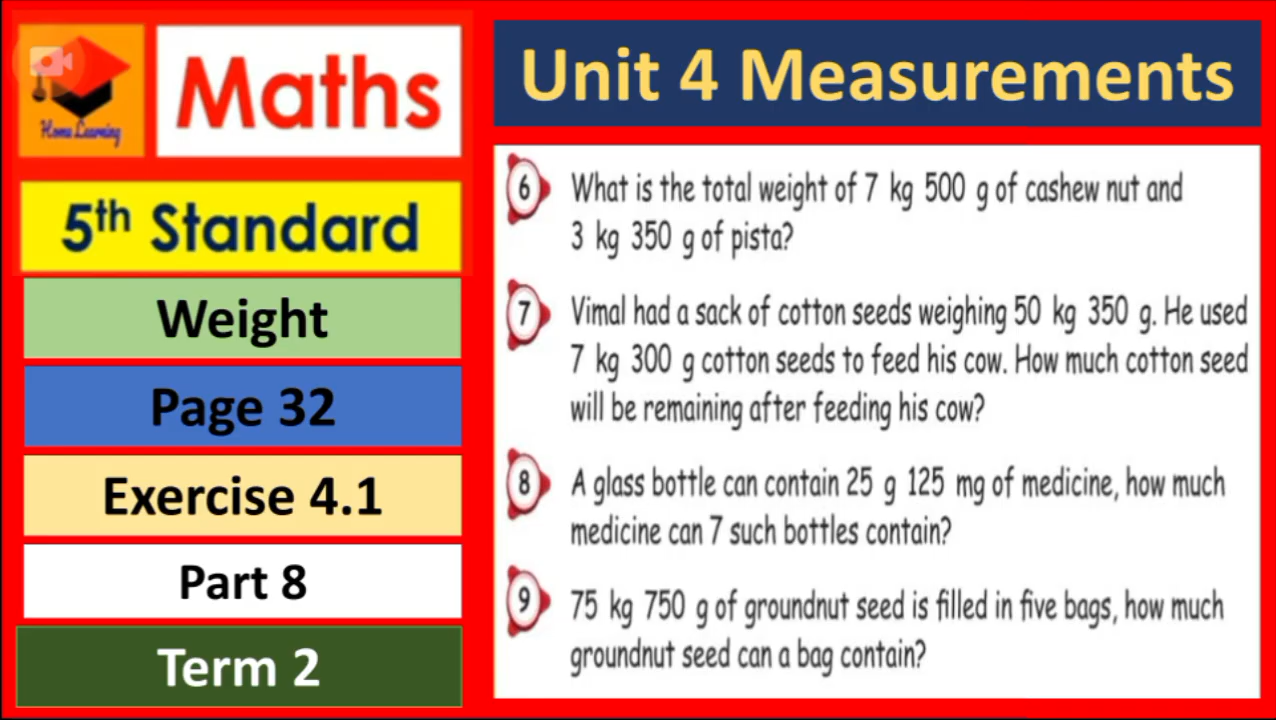 Home Learning
Maths
5th Standard
Weight
Page 32
Exercise 4.1
Part 8
Term 2
Unit 4 Measurements
6 What is the total weight of 7 kg 500 g of cashew nut and
3 kg 350 g of pista?
7 Vimal had a sack of cotton seeds weighing 50 kg 350 g. He used
7 kg 300 g cotton seeds to feed his cow. How much cotton seed
will be remaining after feeding his cow?
8 A glass bottle can contain 25 g 125 mg of medicine, how much
medicine can 7 such bottles contain?
9 75 kg 750 g of groundnut seed is filled in five bags, how much
groundnut seed can a bag contain?